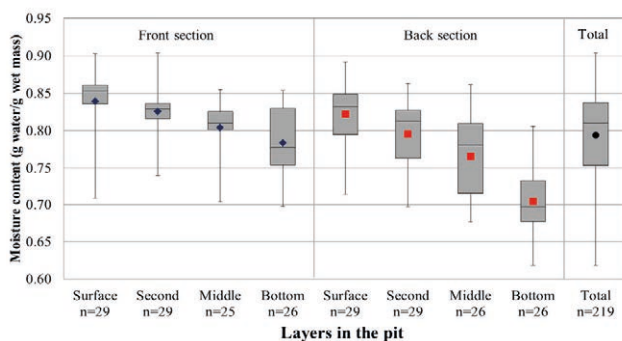 0.95
Front section Back section Total
0.90
0.85
0.80
0.75
0.70
0.65
0.60
Moisture content (g water/g wet mass)
Surface Second Middle Bottom Surface Second Middle Bottom Total
n=29 n=29 n=25 n=26 n=29 n=29 n=26 n=26 n=219
Layers in the pit